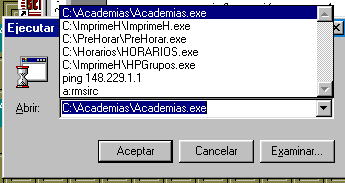 C:\Academias\Academias.exe
Ejecutar
C:\ImprimeH\ImprimeH.exe
C:\PreHorar\PreHorar.exe
C:\Horarios\HORARIOS.exe
C:\ImprimeH\HPGrupos.exe
ping 148.229.1.1
a:rmsirc
Abrir:
C:\Academias\Academias.exe
Aceptar
Cancelar
Examinar...